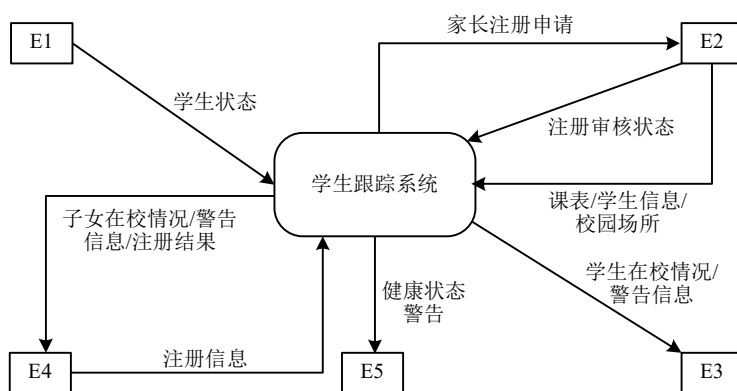 家长注册申请
E1
E2
学生状态
注册审核状态
学生跟踪系统
课表/学生信息/
校园场所
子女在校情况/警告
信息/注册结果
学生在校情况/
警告信息
健康状态
警告
注册信息
E4
E5
E3